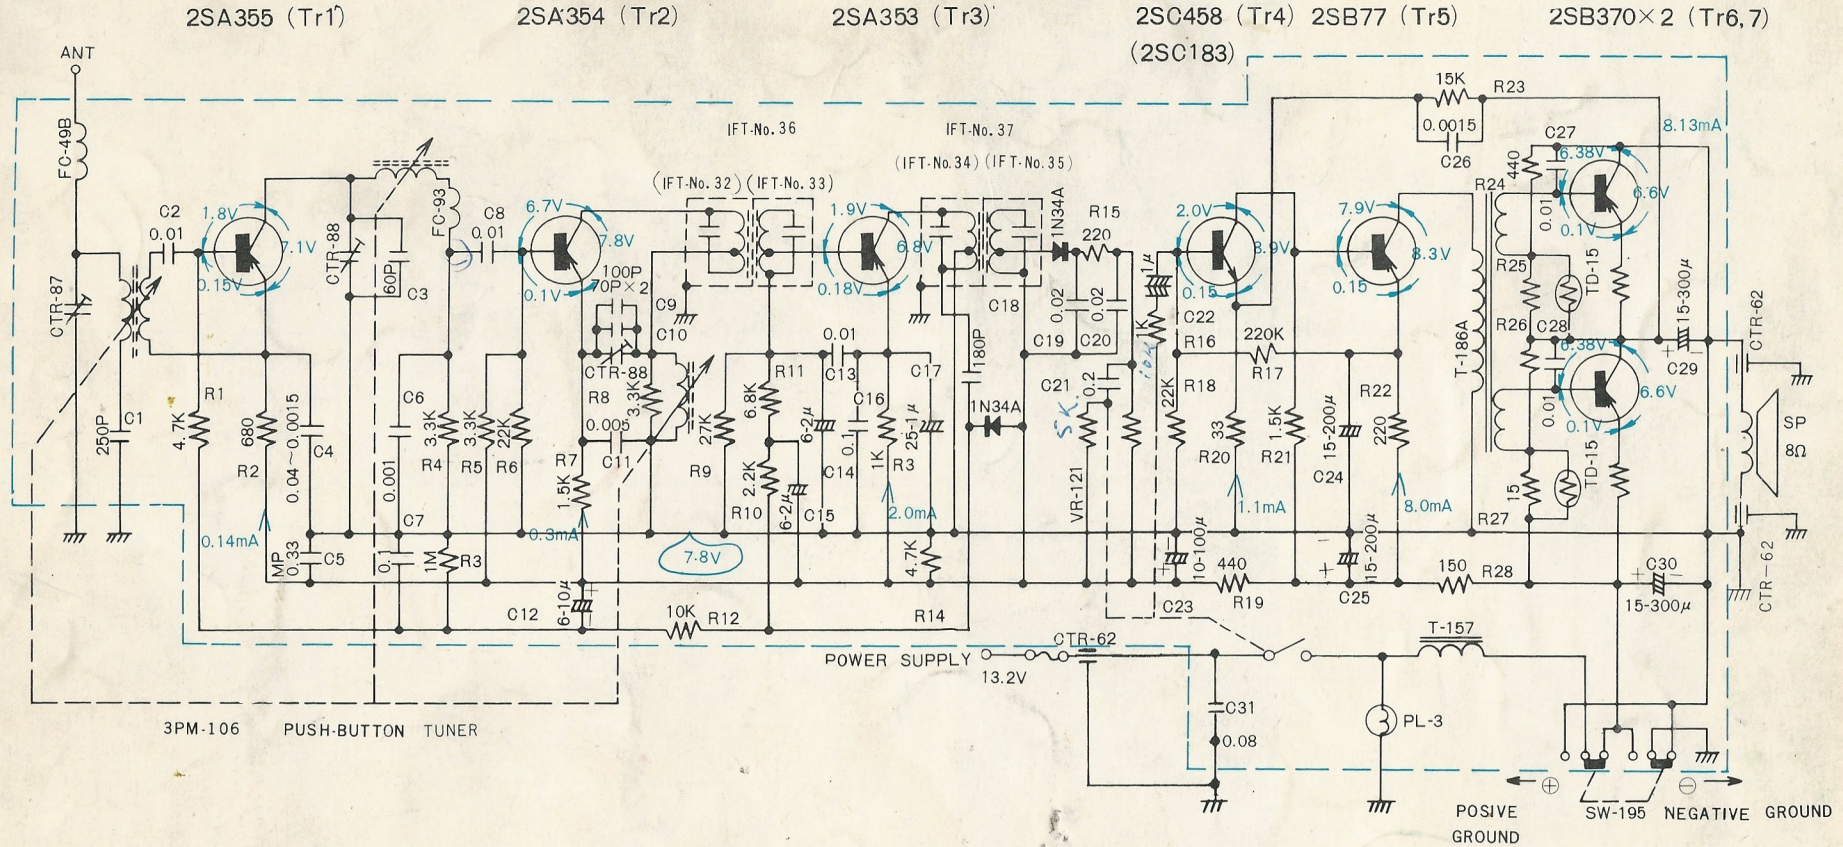 2SA355 (Tr1) 2SA354 (Tr2) 2SA353 (Tr3) 2SC458 (Tr4) 2SB77 (Tr5) 2SB370×2 (Tr6,7)
(2SC183)
ANT
FC-49B
CTR-87
250P
C1
C2
0.01
1.8V
7.1V
0.15V
R1
4.7K
680
R2
0.14mA
0.04~0.0015
C4
MP
0.33
C5
CTR-88
60P
C3
FC-93
C6
0.001
3.3K
R4
C7
0.1
1M
R3
C8
0.01
3.3K
R5
22K
R6
6.7V
7.8V
0.1V
100P
70P×2
C9
C10
CTR-88
R8
3.3K
0.005
C11
R7
1.5K
0.3mA
C12
6-10μ
IFT-No.36
(IFT-No.32) (IFT-No.33)
R9
27K
R11
6.8K
2.2K
R10
6-2μ
C15
6-2μ
0.01
C13
C14
0.1
C16
1K
R3
2.0mA
C17
25-1μ
4.7K
R14
7.8V
10K
R12
1.9V
6.8V
0.18V
IFT-No.37
(IFT-No.34) (IFT-No.35)
C18
180P
1N34A
1N34A
R15
220
0.02
0.02
C19
C20
C21
0.2
5K
VR-121
1μ
1K
C22
R16
22K
R18
10-100μ
C23
2.0V
8.9V
0.15
220K
R17
33
R20
1.1mA
440
R19
1.5K
R21
15-200μ
C24
15-200μ
C25
R22
220
8.0mA
7.9V
8.3V
0.15
15K
R23
0.0015
C26
T-186A
R24
440
C27
0.01
6.38V
6.6V
0.1V
8.13mA
R25
15
TD-15
R26
C28
0.01
6.38V
6.6V
0.1V
15
TD-15
R27
15
150
R28
15-300μ
C29
C30
15-300μ
CTR-62
SP
8Ω
CTR-62
POWER SUPPLY
13.2V
CTR-62
C31
0.08
T-157
PL-3
3PM-106 PUSH-BUTTON TUNER
⊕ ⊖
POSIVE
GROUND
SW-195
NEGATIVE GROUND